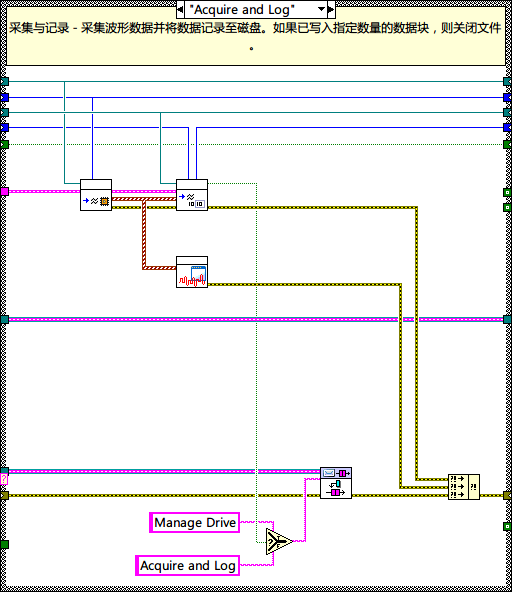 "Acquire and Log"
采集与记录 - 采集波形数据并将数据记录至磁盘。如果已写入指定数量的数据块，则关闭文件
。
Manage Drive
Acquire and Log